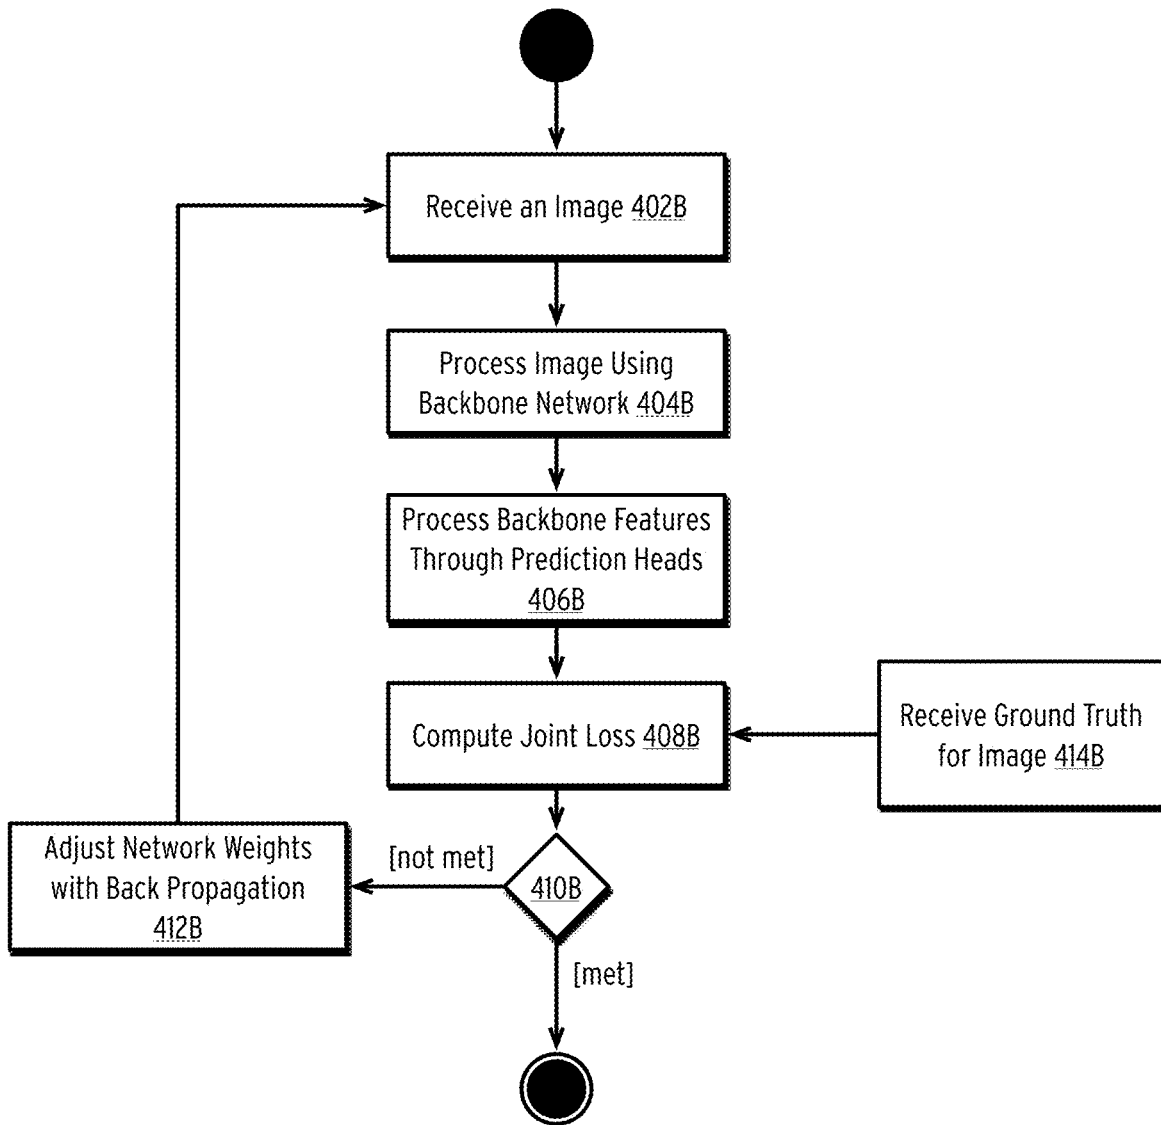 Receive an Image 402B
Process Image Using
Backbone Network 404B
Process Backbone Features
Through Prediction Heads
406B
Compute Joint Loss 408B
Receive Ground Truth
for Image 414B
Adjust Network Weights
with Back Propagation
412B
[not met]
410B
[met]